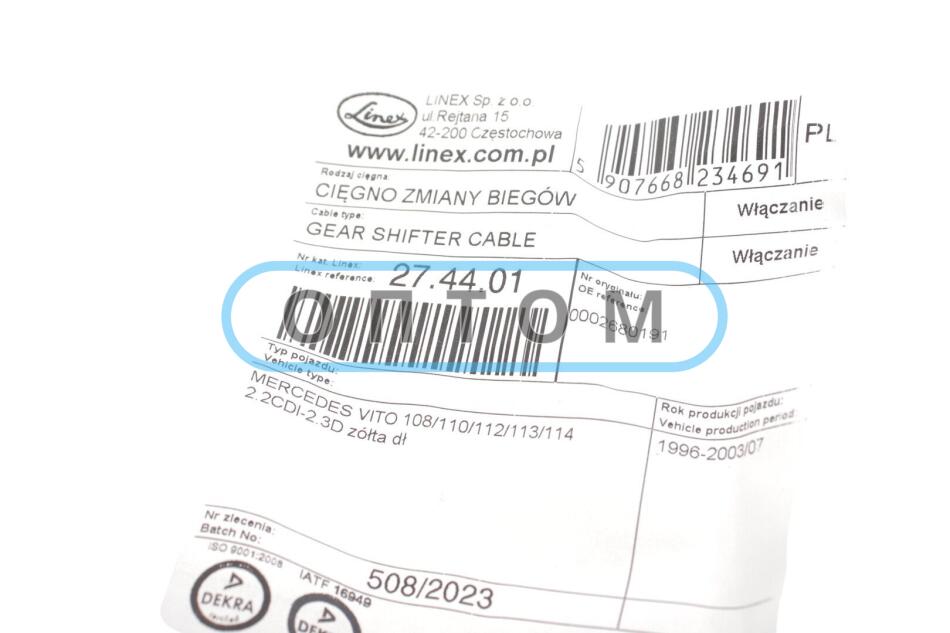 Linex
LINEX Sp. z o.o.
ul.Rejtana 15
42-200 Częstochowa
www.linex.com.pl
5 907668 234691
PL
Rodzaj cięgna:
CIĘGNO ZMIANY BIEGÓW
Włączanie
Cable type:
GEAR SHIFTER CABLE
Włączanie
Nr kat. Linex:
Linex reference: 27.44.01
Nr oryginału:
OE reference:
0002680191
ОПТОМ
Typ pojazdu:
Vehicle type:
MERCEDES VITO 108/110/112/113/114
2.2CDI-2.3D zółta dł
Rok produkcji pojazdu:
Vehicle production period:
1996-2003/07
Nr zlecenia:
Batch No:
508/2023
ISO 9001:2008
IATF 16949
DEKRA
DEKRA